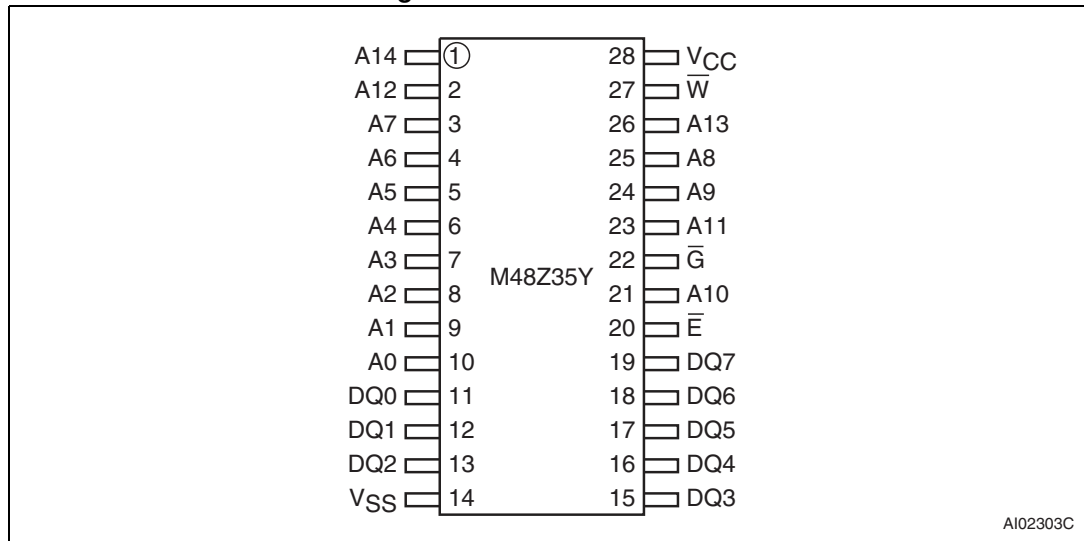 A14 1 28 VCC
A12 2 27 W̅
A7 3 26 A13
A6 4 25 A8
A5 5 24 A9
A4 6 23 A11
A3 7 22 G̅
M48Z35Y
A2 8 21 A10
A1 9 20 E̅
A0 10 19 DQ7
DQ0 11 18 DQ6
DQ1 12 17 DQ5
DQ2 13 16 DQ4
VSS 14 15 DQ3
AI02303C